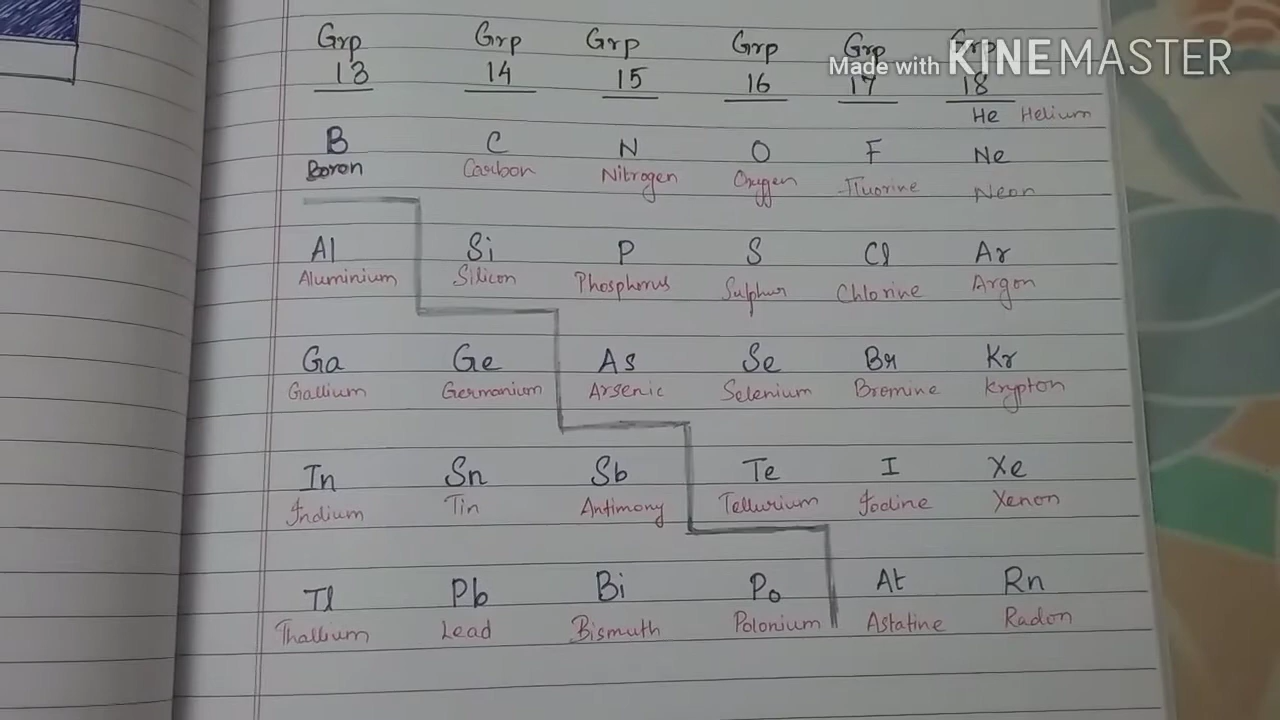 Grp Grp Grp Grp Grp Grp
Made with KINEMASTER
13 14 15 16 17 18
He Helium
B C N O F Ne
Boron Carbon Nitrogen Oxygen Fluorine Neon
Al Si P S Cl Ar
Aluminium Silicon Phosphorus Sulphur Chlorine Argon
Ga Ge As Se Br Kr
Gallium Germanium Arsenic Selenium Bromine Krypton
In Sn Sb Te I Xe
Indium Tin Antimony Tellurium Iodine Xenon
Tl Pb Bi Po At Rn
Thallium Lead Bismuth Polonium Astatine Radon